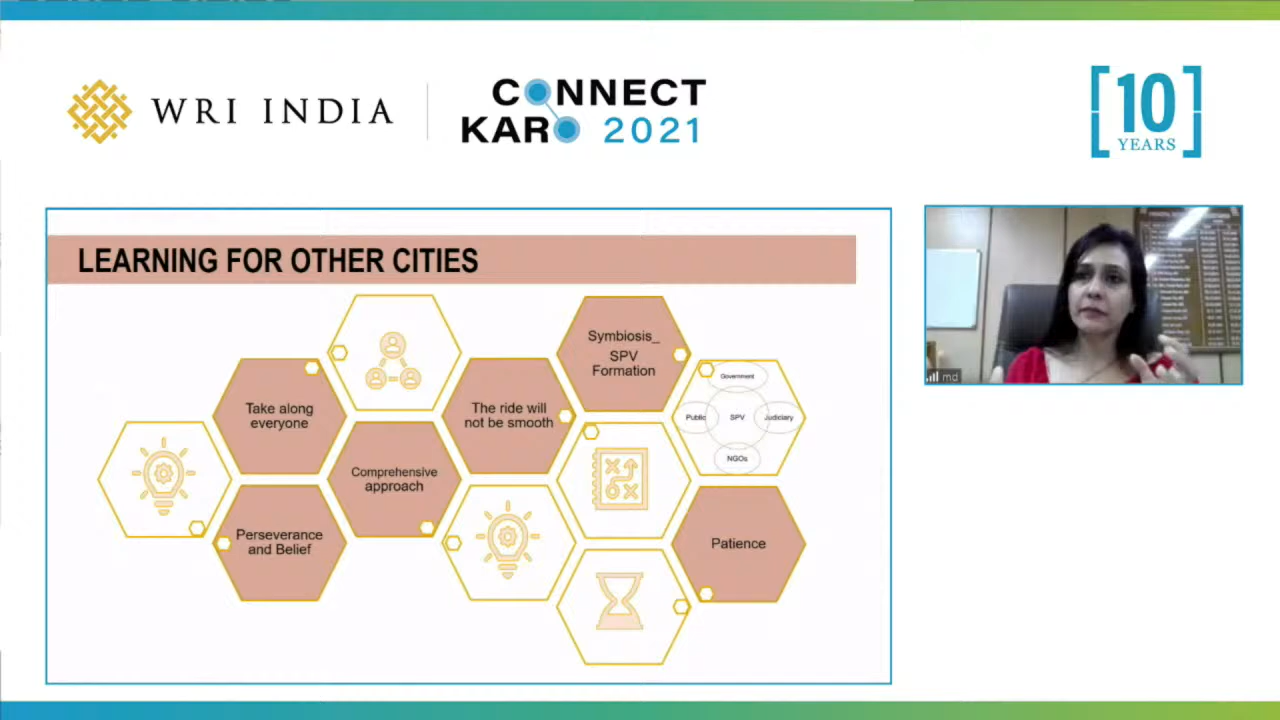 WRI INDIA
CONNECT
KARO 2021
10
YEARS
LEARNING FOR OTHER CITIES
Symbiosis_
SPV
Formation
Government
Public
SPV
Judiciary
NGOs
Take along
everyone
The ride will
not be smooth
Comprehensive
approach
Perseverance
and Belief
Patience
md